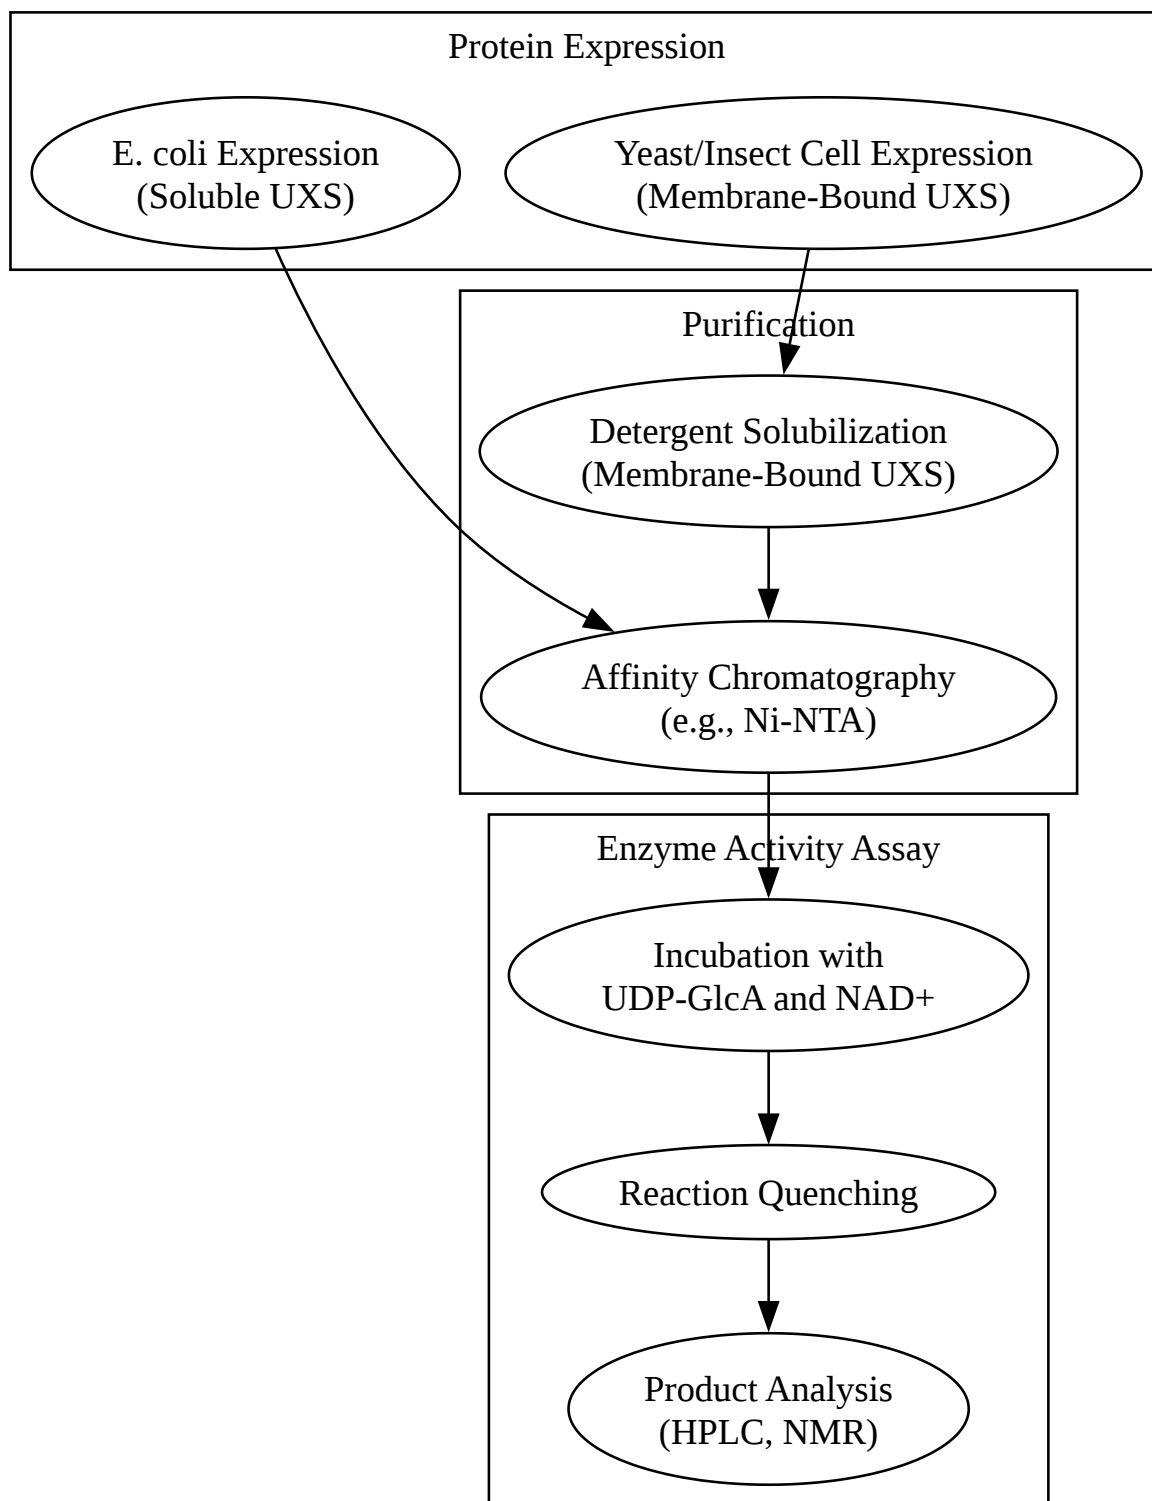 Protein Expression
E. coli Expression
(Soluble UXS)
Yeast/Insect Cell Expression
(Membrane-Bound UXS)
Purification
Detergent Solubilization
(Membrane-Bound UXS)
Affinity Chromatography
(e.g., Ni-NTA)
Enzyme Activity Assay
Incubation with
UDP-GlcA and NAD+
Reaction Quenching
Product Analysis
(HPLC, NMR)